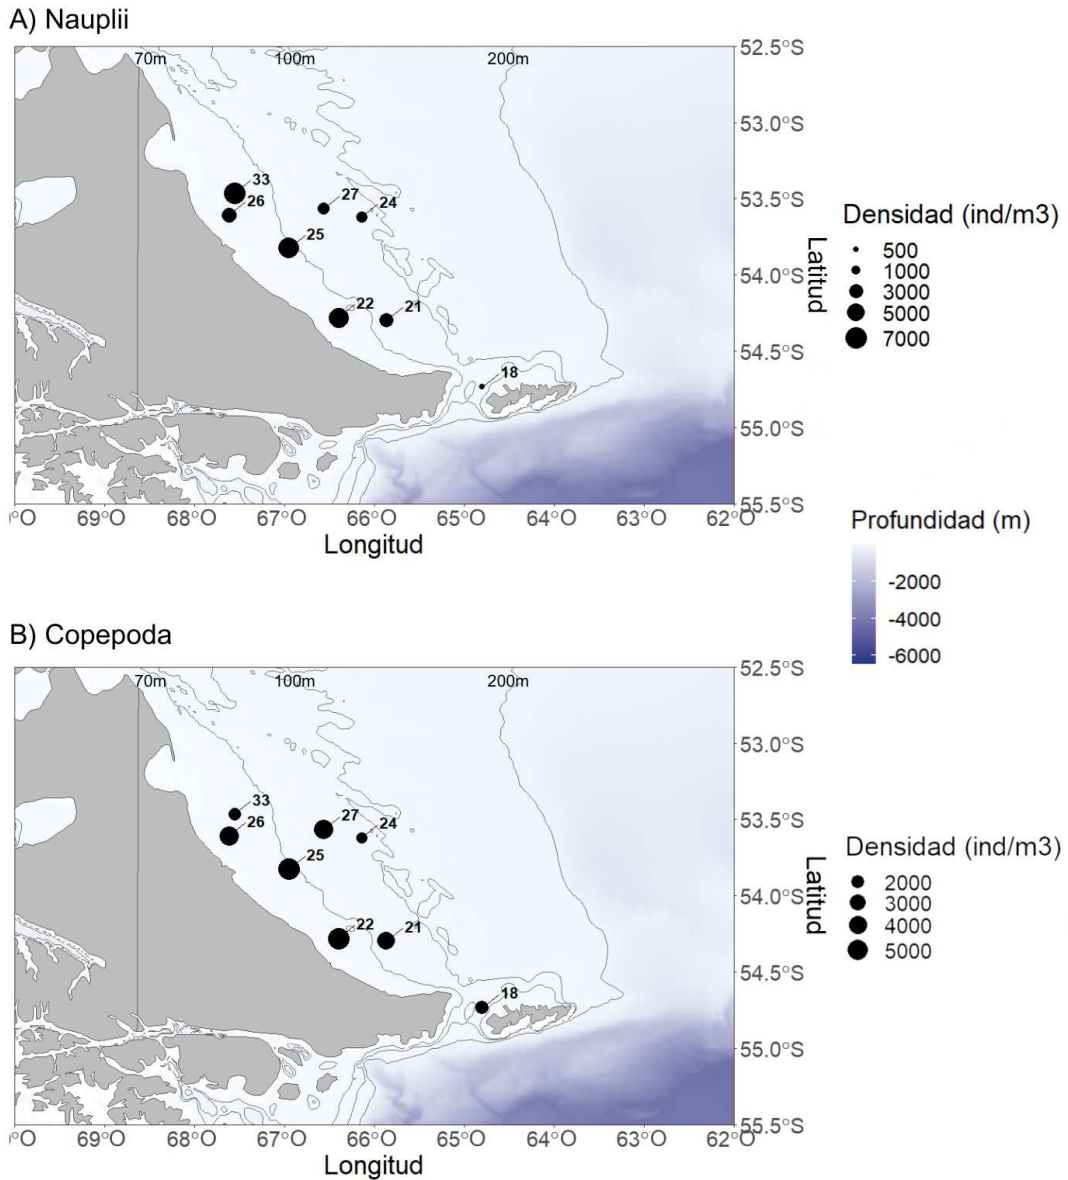 A) Nauplii
70m 100m 200m
52.5°S
53.0°S
53.5°S
54.0°S
54.5°S
55.0°S
55.5°S
Latitud
33
26
27
24
25
22
21
18
)°O 69°O 68°O 67°O 66°O 65°O 64°O 63°O 62°O
Longitud
Densidad (ind/m3)
500
1000
3000
5000
7000
Profundidad (m)
-2000
-4000
-6000
B) Copepoda
70m 100m 200m
52.5°S
53.0°S
53.5°S
54.0°S
54.5°S
55.0°S
55.5°S
Latitud
33
26
27
24
25
22
21
18
)°O 69°O 68°O 67°O 66°O 65°O 64°O 63°O 62°O
Longitud
Densidad (ind/m3)
2000
3000
4000
5000